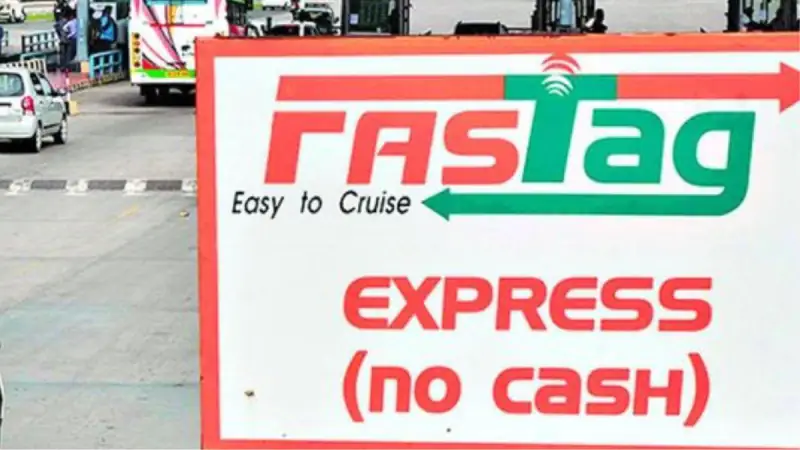 FASTag
Easy to Cruise
EXPRESS
(no cash)